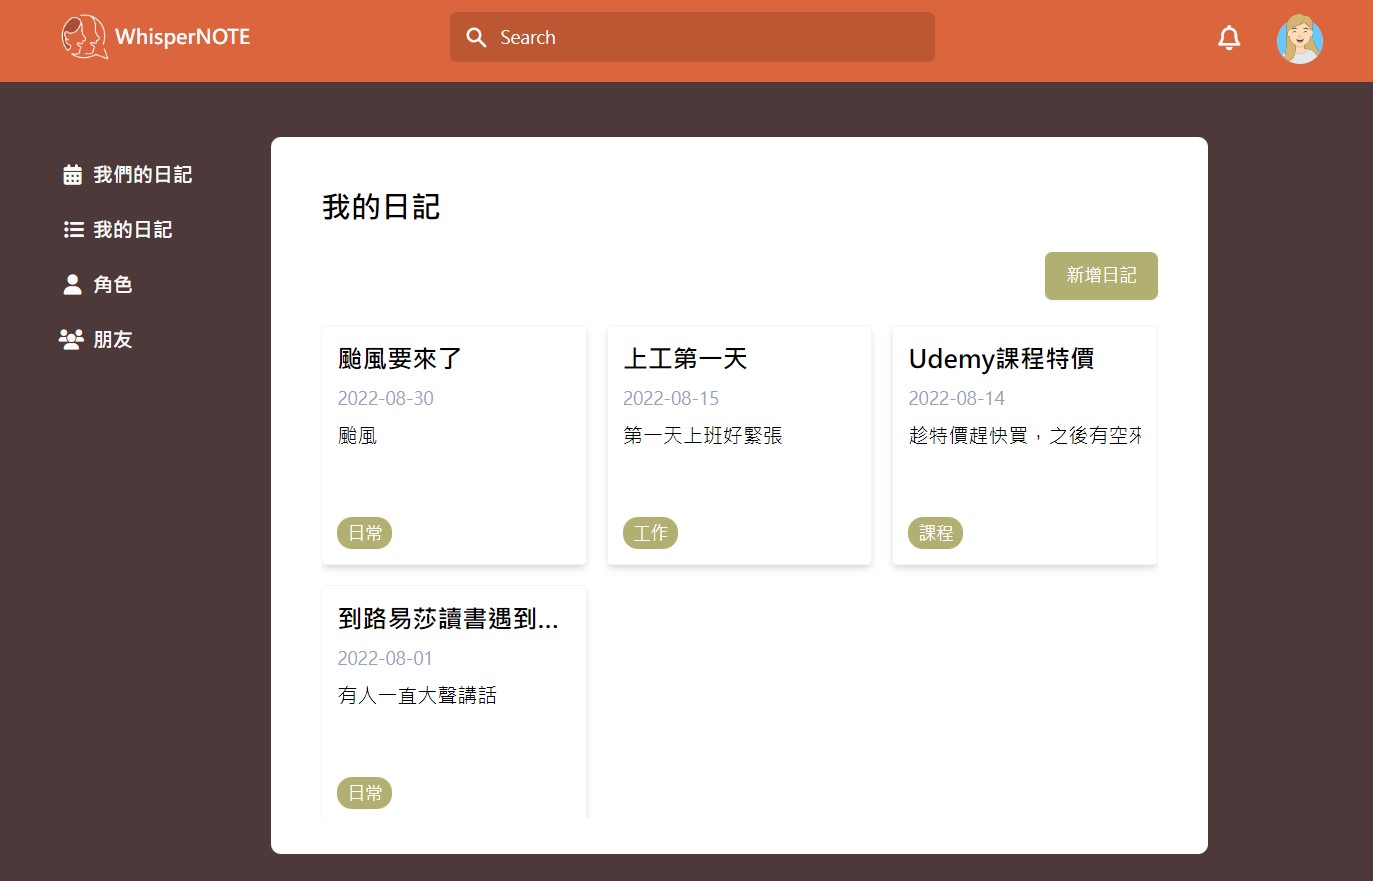 WhisperNOTE
Search
我們的日記
我的日記
角色
朋友
我的日記
新增日記
颱風要來了
2022-08-30
颱風
日常
上工第一天
2022-08-15
第一天上班好緊張
工作
Udemy課程特價
2022-08-14
趁特價趕快買，之後有空來
課程
到路易莎讀書遇到...
2022-08-01
有人一直大聲講話
日常